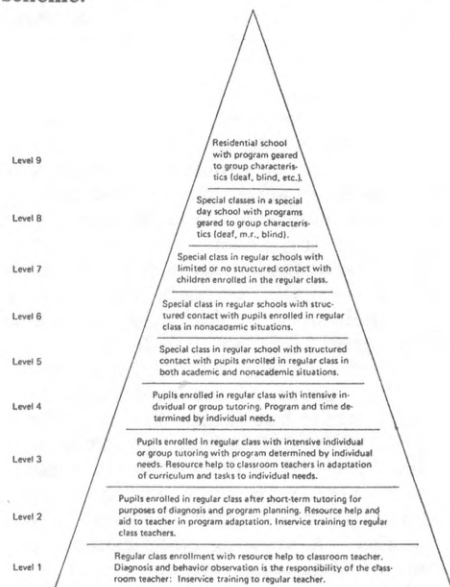 scheme.
Level 9
Residential school
with program geared
to group characteris-
tics (deaf, blind, etc.).
Level 8
Special classes in a special
day school with programs
geared to group characteris-
tics (deaf, m.r., blind).
Level 7
Special class in regular schools with
limited or no structured contact with
children enrolled in the regular class.
Level 6
Special class in regular schools with struc-
tured contact with pupils enrolled in regular
class in nonacademic situations.
Level 5
Special class in regular school with structured
contact with pupils enrolled in regular class in
both academic and nonacademic situations.
Level 4
Pupils enrolled in regular class with intensive in-
dividual or group tutoring. Program and time de-
termined by individual needs.
Level 3
Pupils enrolled in regular class with intensive individual
or group tutoring with program determined by individual
needs. Resource help to classroom teachers in adaptation
of curriculum and tasks to individual needs.
Level 2
Pupils enrolled in regular class after short-term tutoring for
purposes of diagnosis and program planning. Resource help and
aid to teacher in program adaptation. Inservice training to regular
class teachers.
Level 1
Regular class enrollment with resource help to classroom teacher.
Diagnosis and behavior observation is the responsibility of the class-
room teacher: Inservice training to regular teacher.